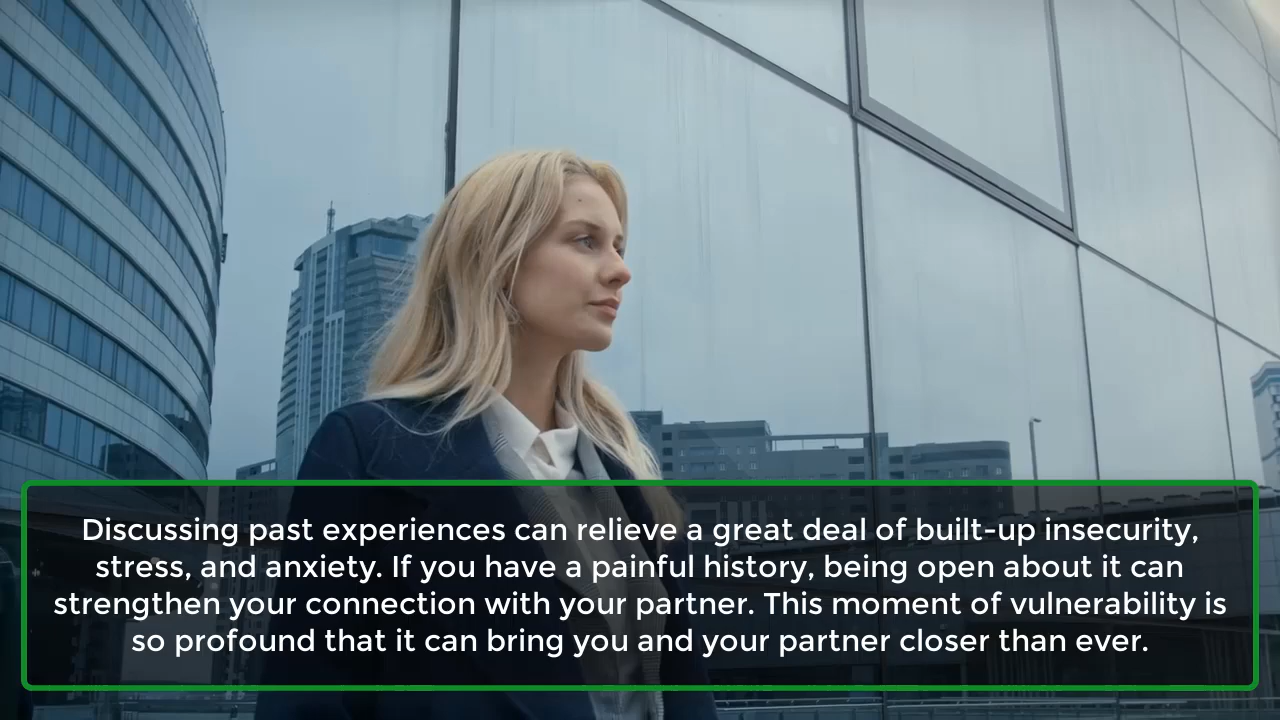 Discussing past experiences can relieve a great deal of built-up insecurity,
stress, and anxiety. If you have a painful history, being open about it can
strengthen your connection with your partner. This moment of vulnerability is
so profound that it can bring you and your partner closer than ever.